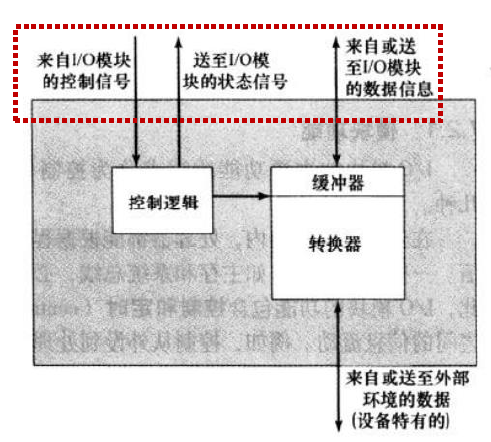 来自I/O模块
的控制信号
送至I/O模
块的状态信号
来自或送
至I/O模块
的数据信息
控制逻辑
缓冲器
转换器
来自或送至外部
环境的数据
(设备特有的)